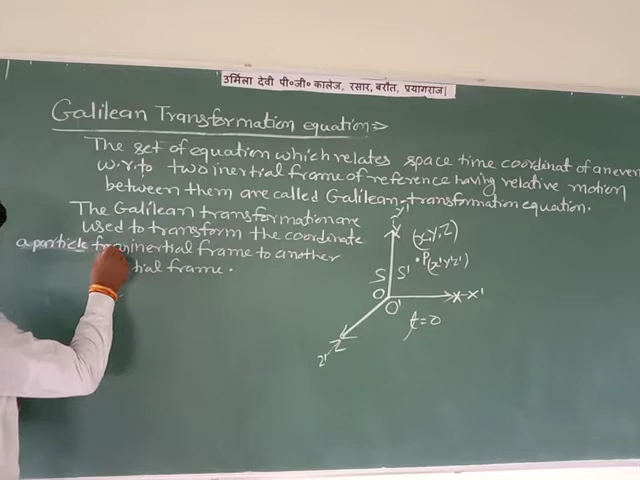 उर्मिला देवी पी०जी० कालेज, रसार, बरौत, प्रयागराज।
Galilean Transformation equation⇒
The set of equation which relates space time coordinat of an even
w.r.to two inertial frame of reference having relative motion
between them are called Galilean-transformation equation.
The Galilean transformation are
used to transform the coordinate
a particle from inertial frame to another
tial frame.
Y'
Y
(x,Y,Z)
•P(x'Y'Z')
S S'
O
O'
X-X'
t=0
Z
Z'